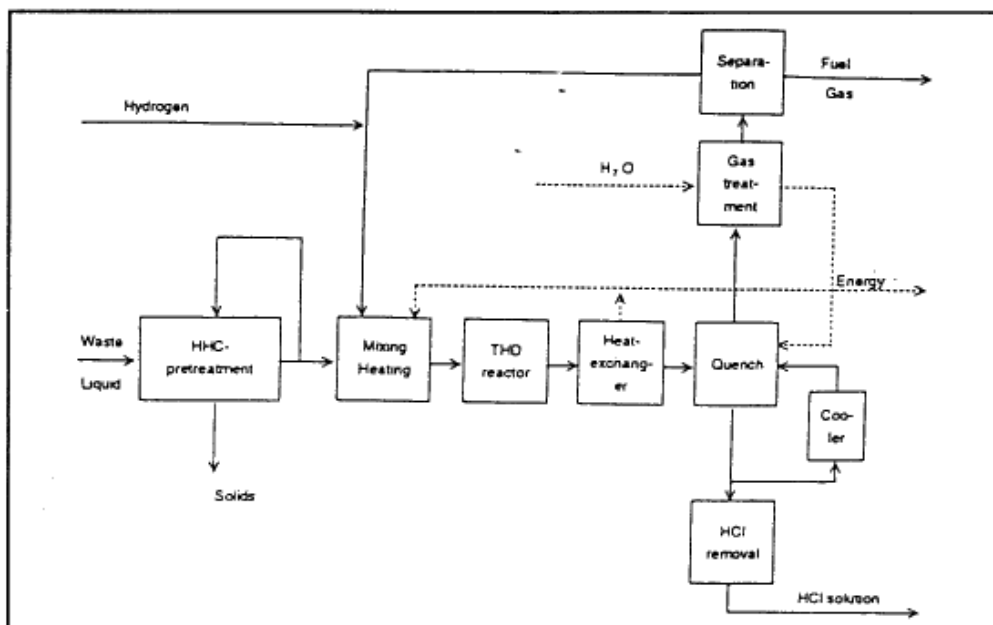 Separa-
tion
Fuel
Gas
Hydrogen
Gas
treat-
ment
H₂O
Energy
Waste
Liquid
HHC-
pretreatment
Mixing
Heating
THD
reactor
Heat-
exchang-
er
Quench
Coo-
ler
Solids
HCl
removal
HCl solution